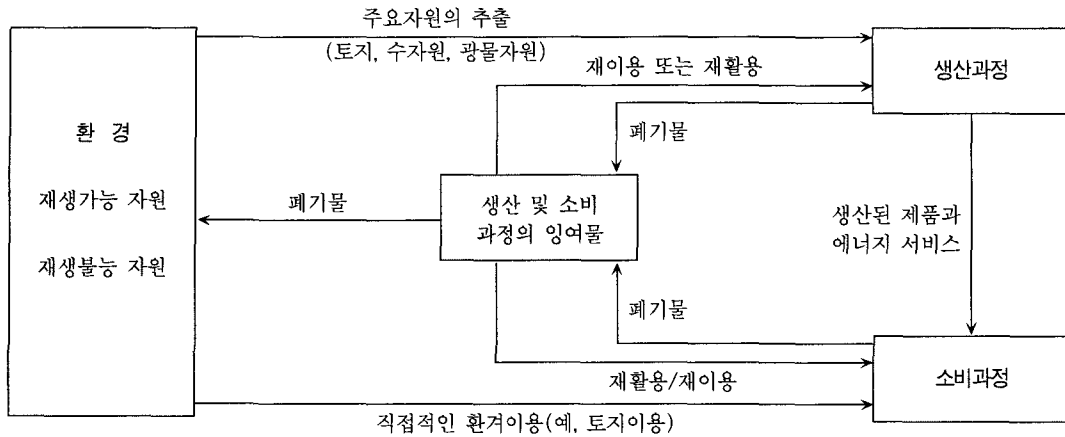 주요자원의 추출
(토지, 수자원, 광물자원)
재이용 또는 재활용
생산과정
폐기물
환 경
재생가능 자원
재생불능 자원
폐기물
생산 및 소비
과정의 잉여물
생산된 제품과
에너지 서비스
폐기물
소비과정
재활용/재이용
직접적인 환겨이용(예, 토지이용)